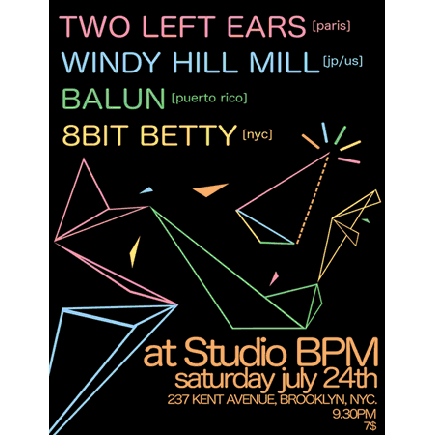 TWO LEFT EARS [paris]
WINDY HILL MILL [jp/us]
BALUN [puerto rico]
8BIT BETTY [nyc]
at Studio BPM
saturday july 24th
237 KENT AVENUE, BROOKLYN, NYC.
9.30PM
7$